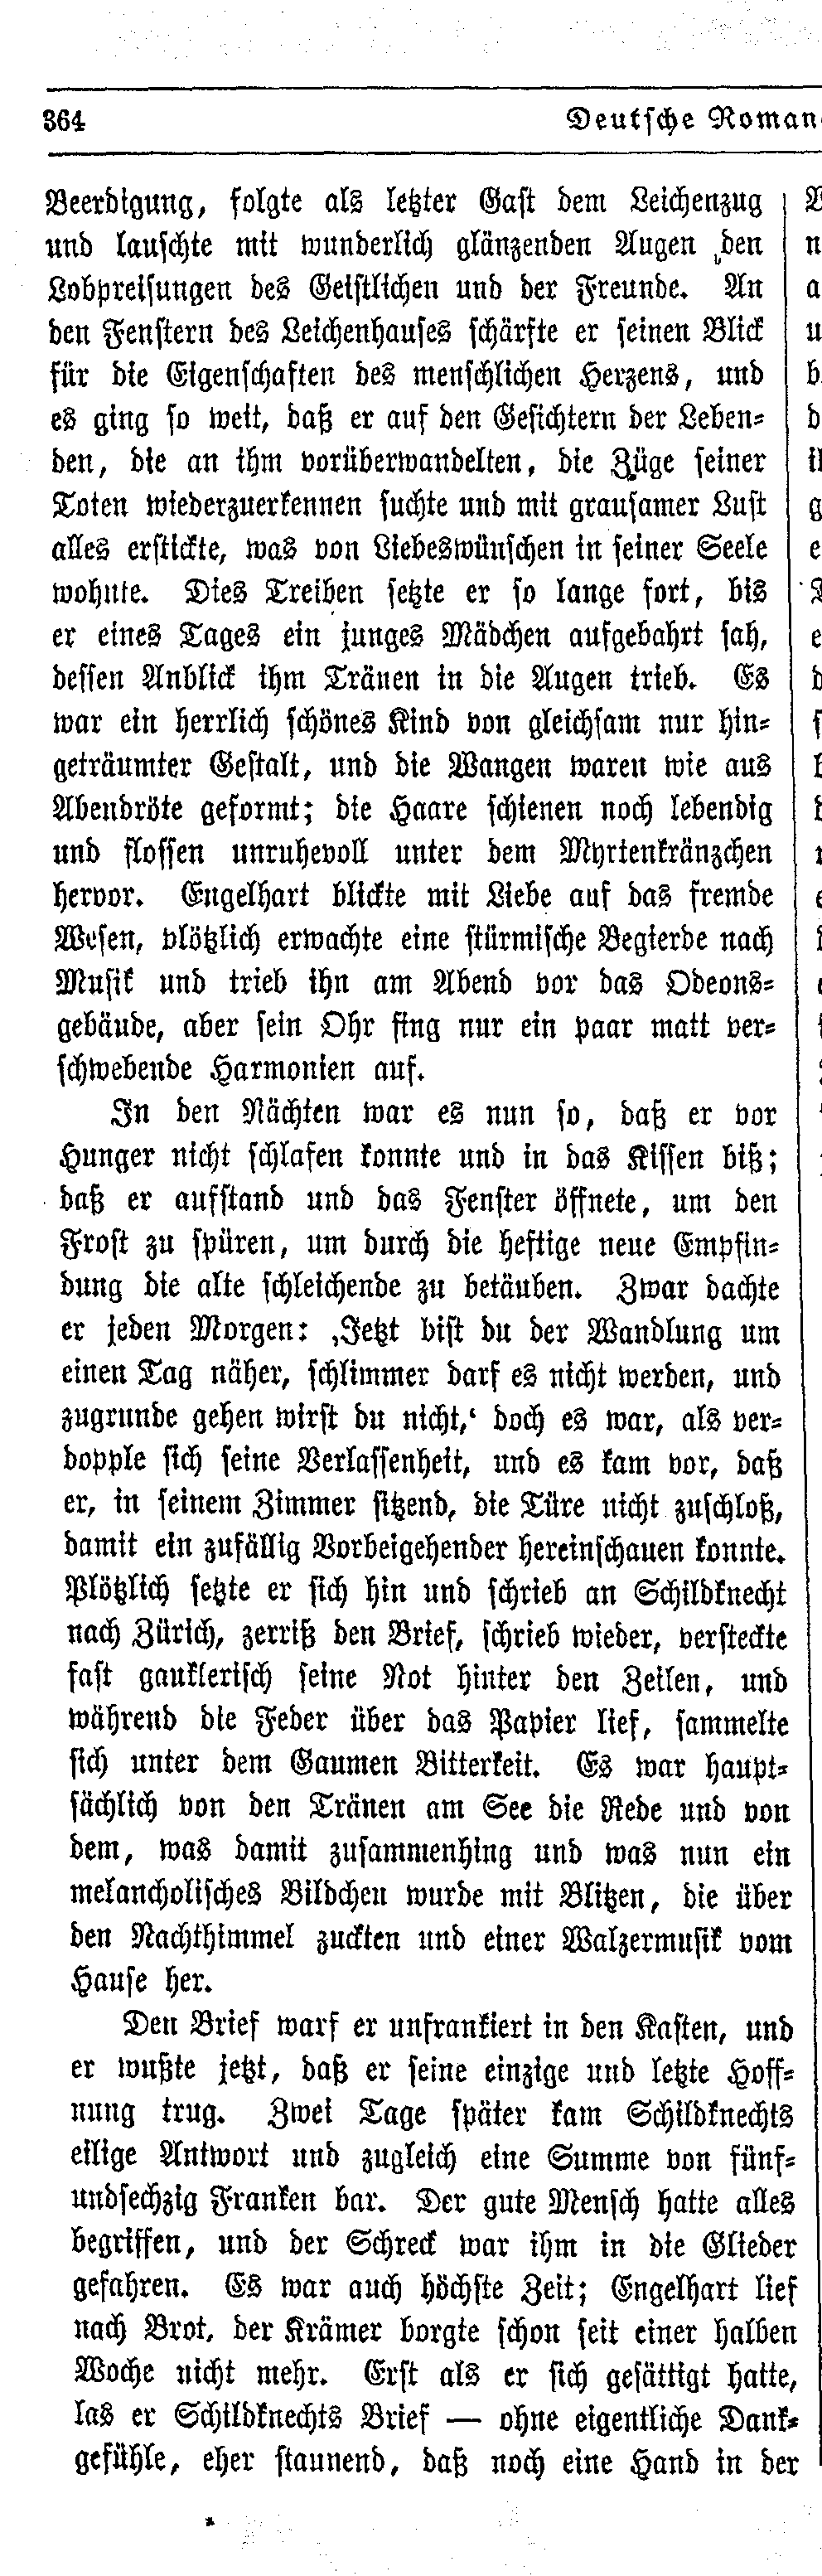 364
Deutsche Roman
Beerdigung, folgte als letzter Gast dem Leichenzug
und lauschte mit wunderlich glänzenden Augen den
Lobpreisungen des Geistlichen und der Freunde. An
den Fenstern des Leichenhauses schärfte er seinen Blick
für die Eigenschaften des menschlichen Herzens, und
es ging so weit, daß er auf den Gesichtern der Leben-
den, die an ihm vorüberwandelten, die Züge seiner
Toten wiederzuerkennen suchte und mit grausamer Lust
alles erstickte, was von Liebeswünschen in seiner Seele
wohnte. Dies Treiben setzte er so lange fort, bis
er eines Tages ein junges Mädchen aufgebahrt sah,
dessen Anblick ihm Tränen in die Augen trieb. Es
war ein herrlich schönes Kind von gleichsam nur hin-
geträumter Gestalt, und die Wangen waren wie aus
Abendröte geformt; die Haare schienen noch lebendig
und flossen unruhevoll unter dem Myrtenkränzchen
hervor. Engelhart blickte mit Liebe auf das fremde
Wesen, plötzlich erwachte eine stürmische Begierde nach
Musik und trieb ihn am Abend vor das Odeons-
gebäude, aber sein Ohr fing nur ein paar matt ver-
schwebende Harmonien auf.
In den Nächten war es nun so, daß er vor
Hunger nicht schlafen konnte und in das Kissen biß;
daß er aufstand und das Fenster öffnete, um den
Frost zu spüren, um durch die heftige neue Empfin-
dung die alte schleichende zu betäuben. Zwar dachte
er jeden Morgen: ‚Jetzt bist du der Wandlung um
einen Tag näher, schlimmer darf es nicht werden, und
zugrunde gehen wirst du nicht,‘ doch es war, als ver-
dopple sich seine Verlassenheit, und es kam vor, daß
er, in seinem Zimmer sitzend, die Türe nicht zuschloß,
damit ein zufällig Vorbeigehender hereinschauen konnte.
Plötzlich setzte er sich hin und schrieb an Schildknecht
nach Zürich, zerriß den Brief, schrieb wieder, versteckte
fast gauklerisch seine Not hinter den Zeilen, und
während die Feder über das Papier lief, sammelte
sich unter dem Gaumen Bitterkeit. Es war haupt-
sächlich von den Tränen am See die Rede und von
dem, was damit zusammenhing und was nun ein
melancholisches Bildchen wurde mit Blitzen, die über
den Nachthimmel zuckten und einer Walzermusik vom
Hause her.
Den Brief warf er unfrankiert in den Kasten, und
er wußte jetzt, daß er seine einzige und letzte Hoff-
nung trug. Zwei Tage später kam Schildknechts
eilige Antwort und zugleich eine Summe von fünf-
undsechzig Franken bar. Der gute Mensch hatte alles
begriffen, und der Schreck war ihm in die Glieder
gefahren. Es war auch höchste Zeit; Engelhart lief
nach Brot, der Krämer borgte schon seit einer halben
Woche nicht mehr. Erst als er sich gesättigt hatte,
las er Schildknechts Brief — ohne eigentliche Dank-
gefühle, eher staunend, daß noch eine Hand in der